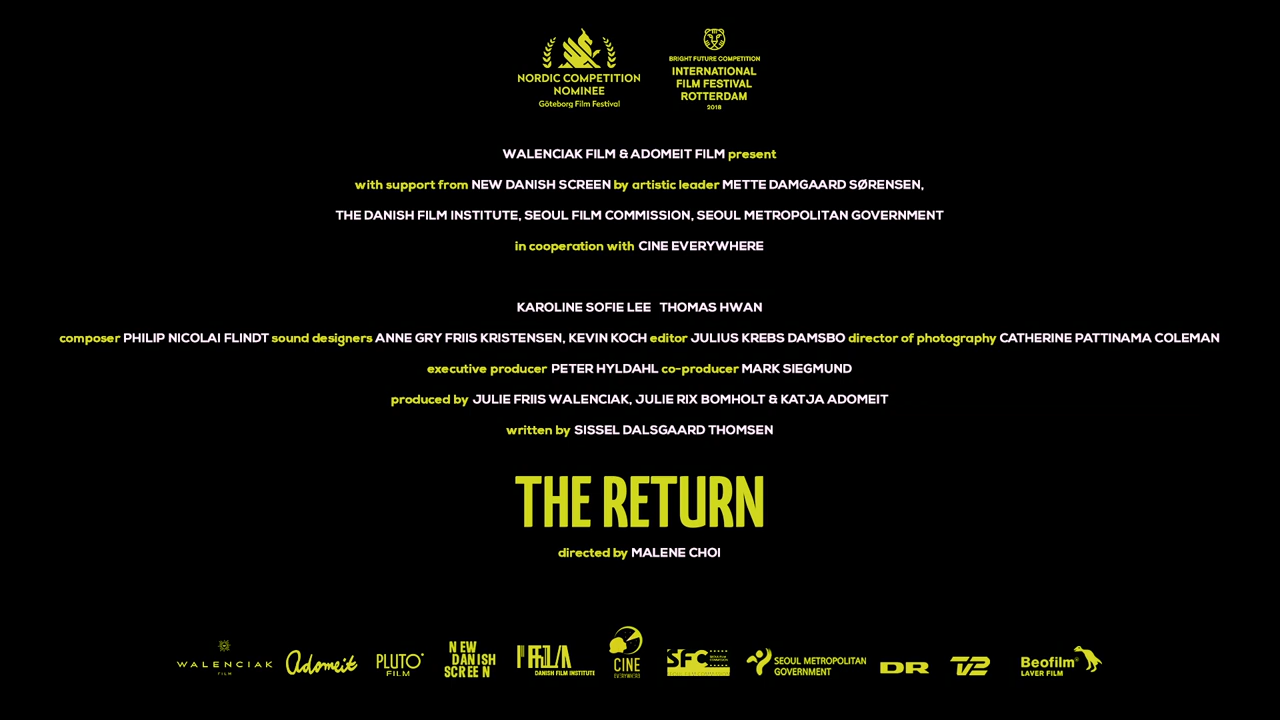 NORDIC COMPETITION
NOMINEE
Göteborg Film Festival
BRIGHT FUTURE COMPETITION
INTERNATIONAL
FILM FESTIVAL
ROTTERDAM
2018
WALENCIAK FILM & ADOMEIT FILM present
with support from NEW DANISH SCREEN by artistic leader METTE DAMGAARD SØRENSEN,
THE DANISH FILM INSTITUTE, SEOUL FILM COMMISSION, SEOUL METROPOLITAN GOVERNMENT
in cooperation with CINE EVERYWHERE
KAROLINE SOFIE LEE THOMAS HWAN
composer PHILIP NICOLAI FLINDT sound designers ANNE GRY FRIIS KRISTENSEN, KEVIN KOCH editor JULIUS KREBS DAMSBO director of photography CATHERINE PATTINAMA COLEMAN
executive producer PETER HYLDAHL co-producer MARK SIEGMUND
produced by JULIE FRIIS WALENCIAK, JULIE RIX BOMHOLT & KATJA ADOMEIT
written by SISSEL DALSGAARD THOMSEN
THE RETURN
directed by MALENE CHOI
WALENCIAK
FILM
Adomeit
PLUTO
FILM
NEW
DANISH
SCREEN
DANISH FILM INSTITUTE
CINE
EVERYWHERE
SFC
SEOUL METROPOLITAN
GOVERNMENT
DR
TV2
Beofilm
LAVER FILM